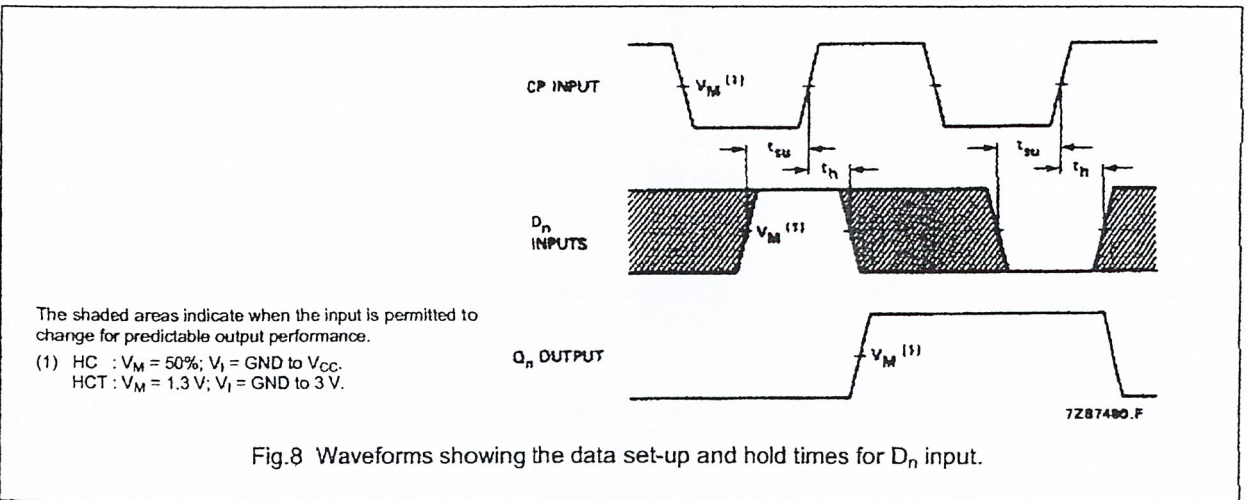 CP INPUT
V_M (1)
t_su
t_h
t_su
t_h
D_n
INPUTS
V_M (1)
The shaded areas indicate when the input is permitted to
change for predictable output performance.
(1) HC : V_M = 50%; V_I = GND to V_CC.
HCT : V_M = 1.3 V; V_I = GND to 3 V.
Q_n OUTPUT
V_M (1)
7Z87480.F
Fig.8 Waveforms showing the data set-up and hold times for D_n input.